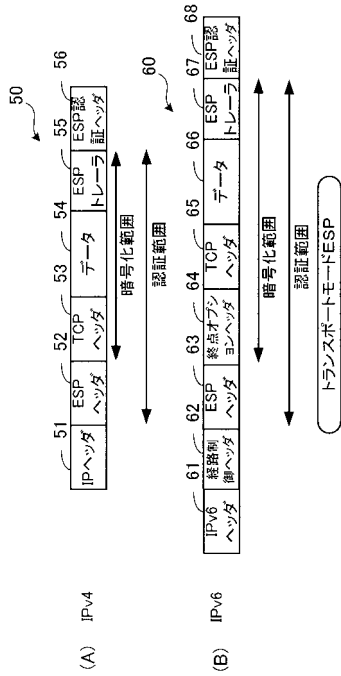 (A)
IPv4
50
51
52
53
54
55
56
IPヘッダ
ESP
ヘッダ
TCP
ヘッダ
データ
ESP
トレーラ
ESP認
証ヘッダ
暗号化範囲
認証範囲
(B)
IPv6
60
61
62
63
64
65
66
67
68
IPv6
ヘッダ
経路制
御ヘッダ
ESP
ヘッダ
終点オプシ
ョンヘッダ
TCP
ヘッダ
データ
ESP
トレーラ
ESP認
証ヘッダ
暗号化範囲
認証範囲
トランスポートモードESP